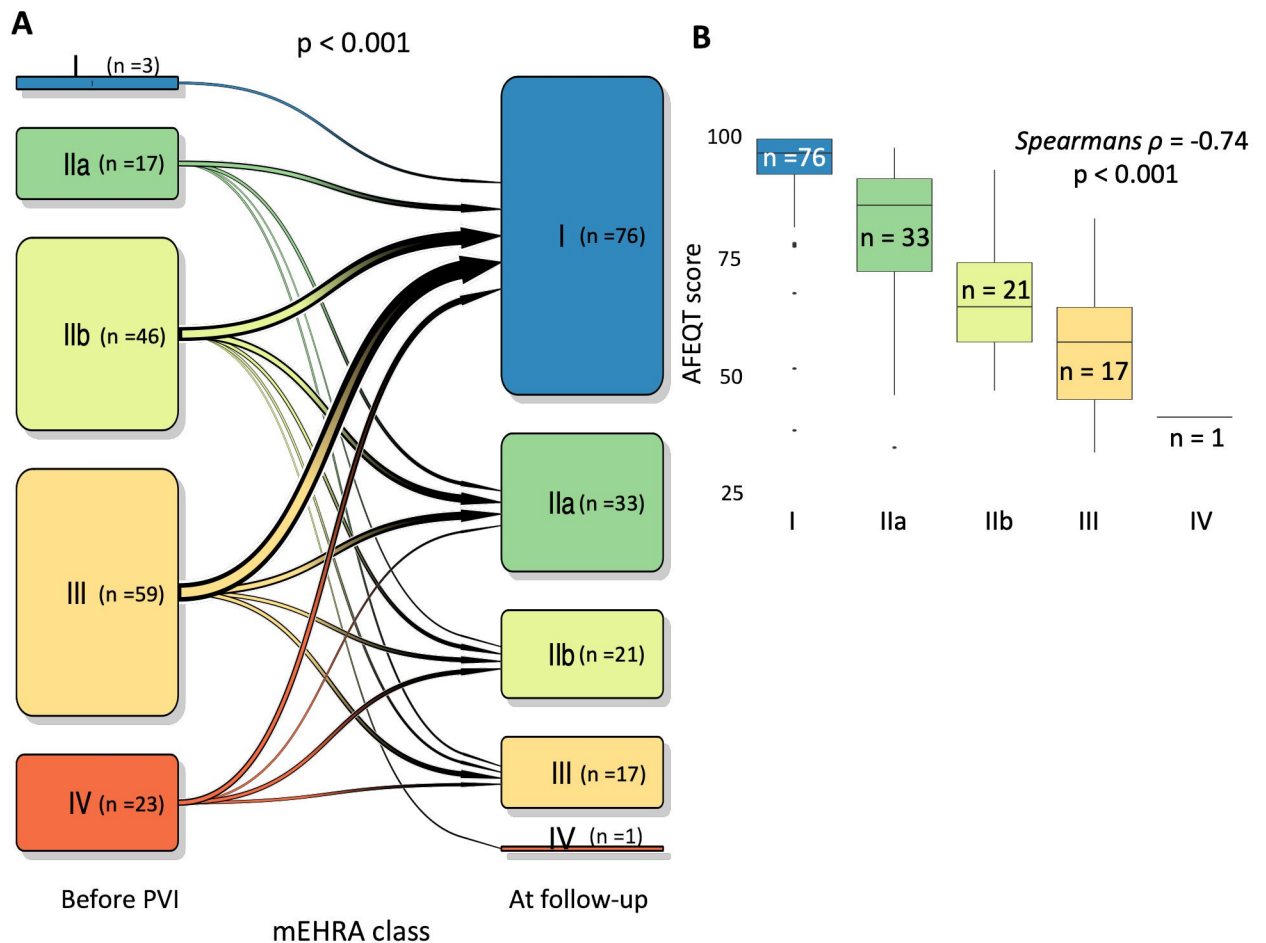 A
p < 0.001
I (n =3)
IIa (n =17)
IIb (n =46)
III (n =59)
IV (n =23)
I (n =76)
IIa (n =33)
IIb (n =21)
III (n =17)
IV (n =1)
Before PVI
At follow-up
mEHRA class
B
Spearmans ρ = -0.74
p < 0.001
AFEQT score
100
75
50
25
n =76
n = 33
n = 21
n = 17
n = 1
I IIa IIb III IV